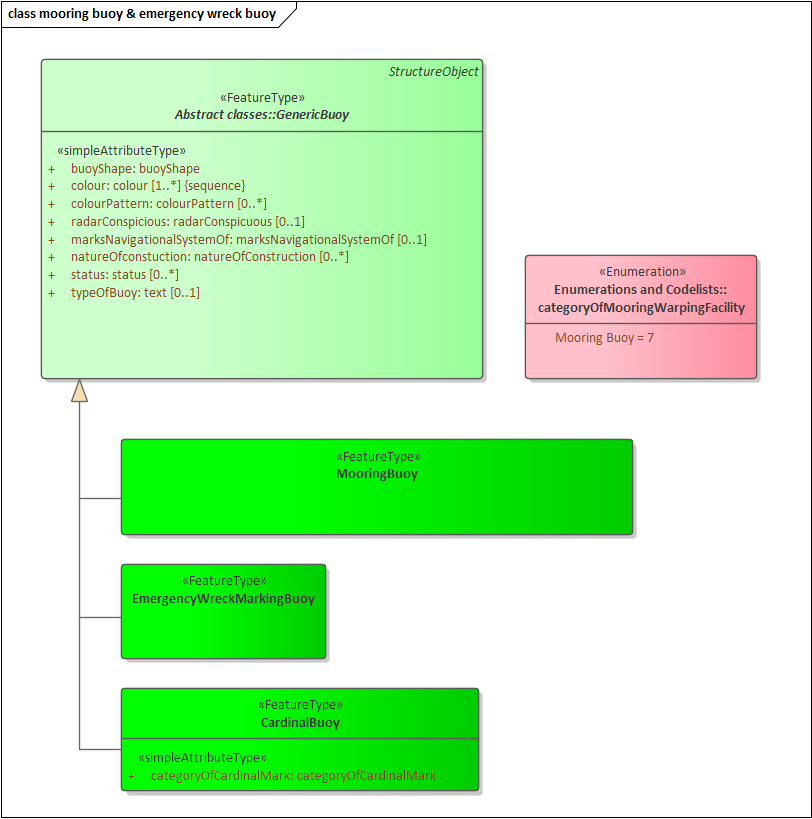 class mooring buoy & emergency wreck buoy
StructureObject
«FeatureType»
Abstract classes::GenericBuoy
«simpleAttributeType»
+ buoyShape: buoyShape
+ colour: colour [1..*] {sequence}
+ colourPattern: colourPattern [0..*]
+ radarConspicious: radarConspicuous [0..1]
+ marksNavigationalSystemOf: marksNavigationalSystemOf [0..1]
+ natureOfconstuction: natureOfConstruction [0..*]
+ status: status [0..*]
+ typeOfBuoy: text [0..1]
«Enumeration»
Enumerations and Codelists::
categoryOfMooringWarpingFacility
Mooring Buoy = 7
«FeatureType»
MooringBuoy
«FeatureType»
EmergencyWreckMarkingBuoy
«FeatureType»
CardinalBuoy
«simpleAttributeType»
+ categoryOfCardinalMark: categoryOfCardinalMark